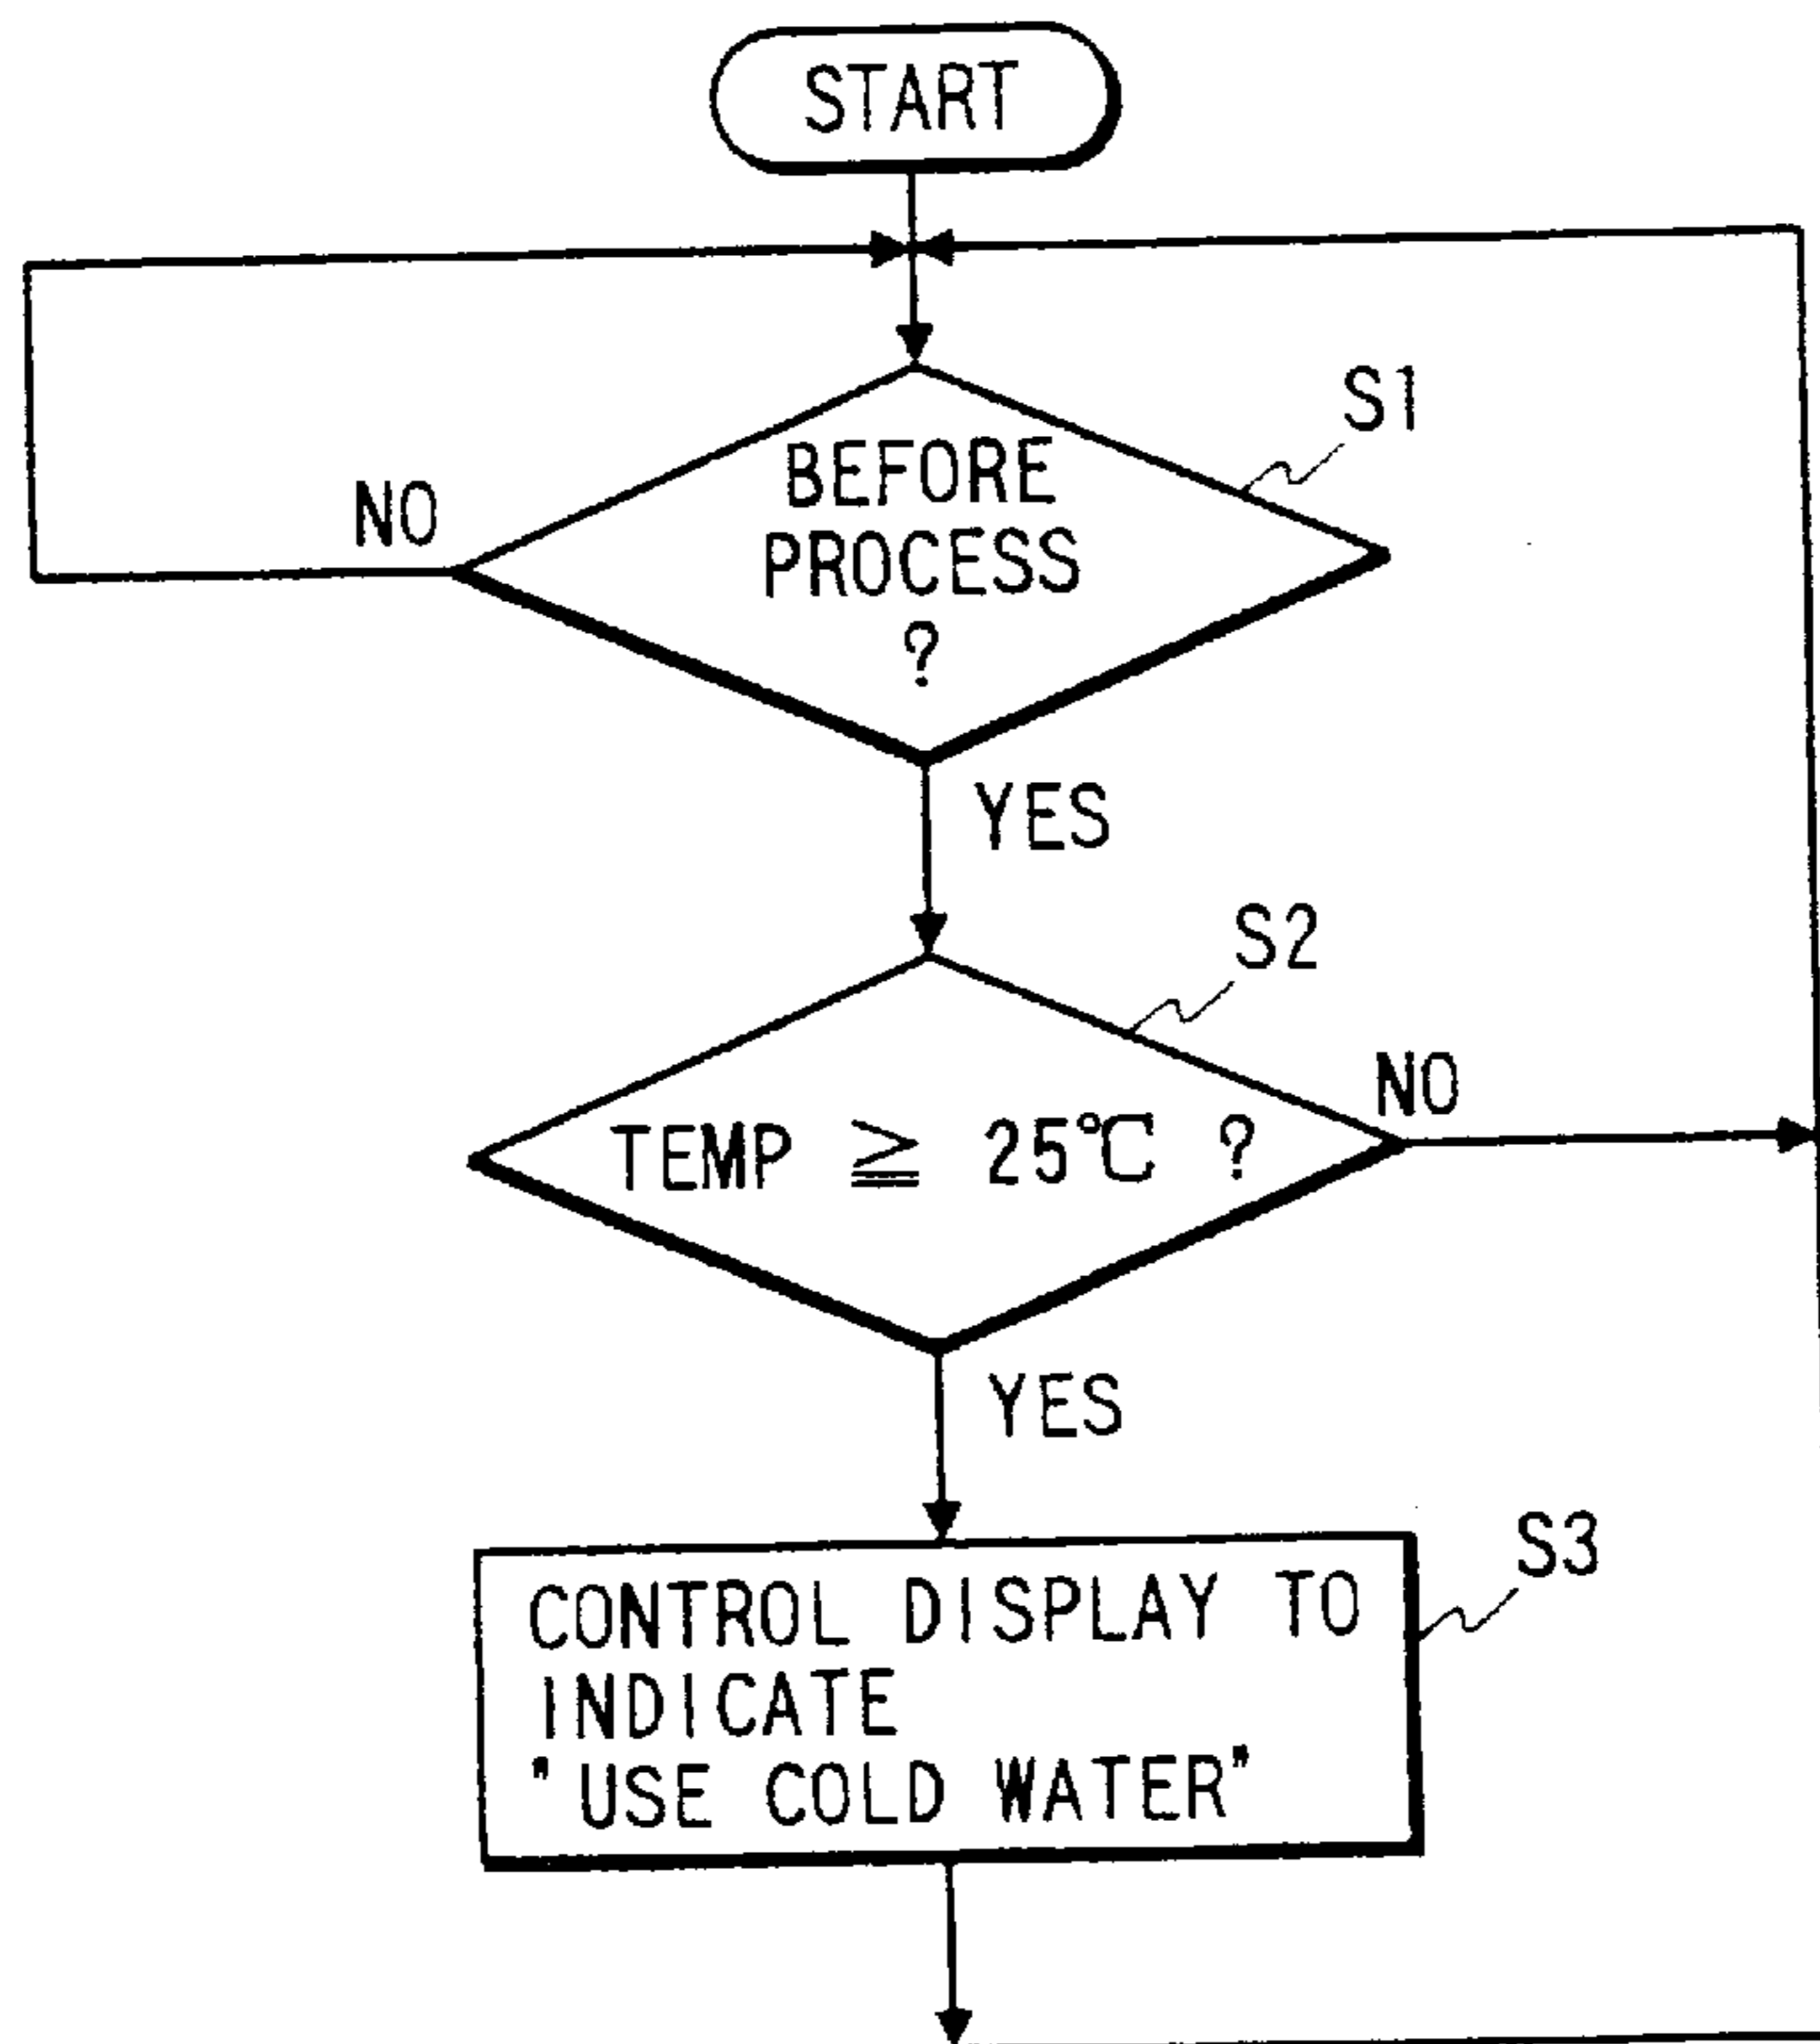 START
S1
BEFORE
PROCESS
?
NO
YES
S2
TEMP ≧ 25℃ ?
NO
YES
S3
CONTROL DISPLAY TO
INDICATE
"USE COLD WATER"